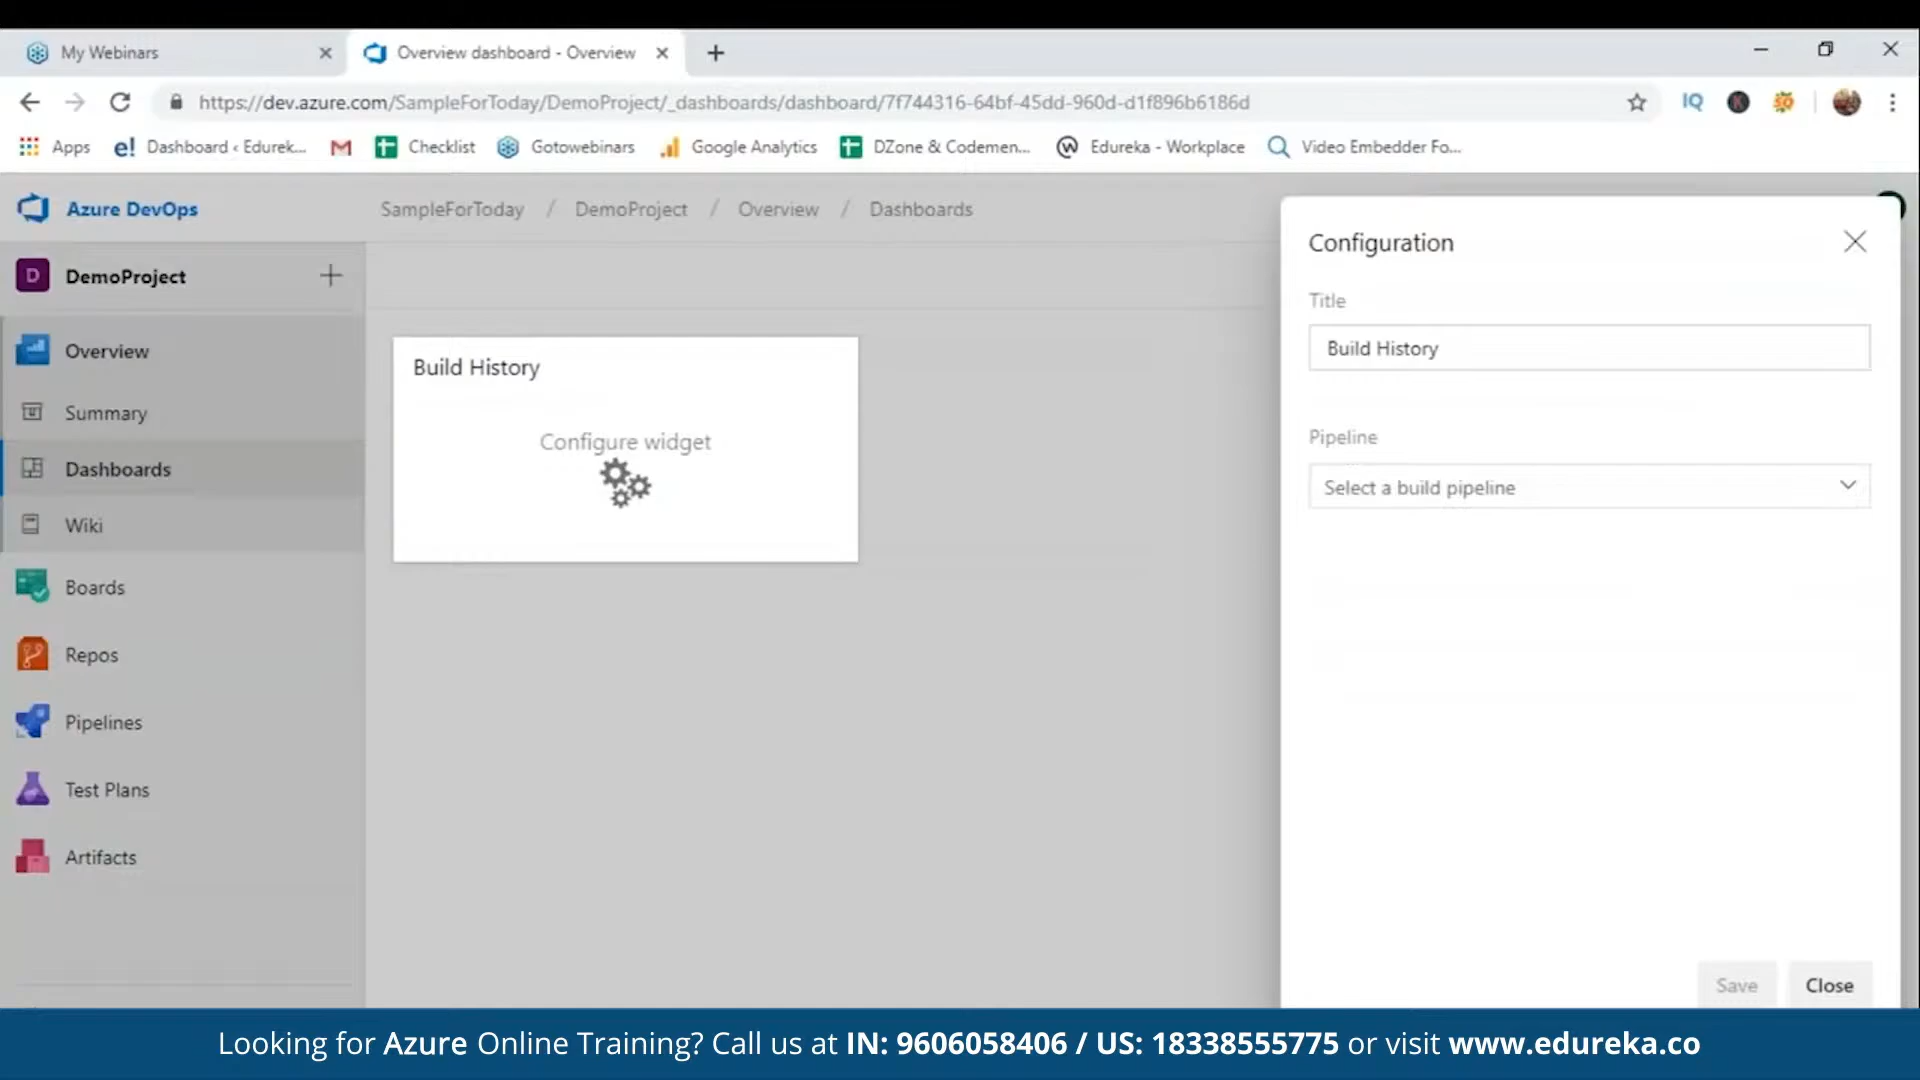 My Webinars
Overview dashboard - Overview
https://dev.azure.com/SampleForToday/DemoProject/_dashboards/dashboard/7f744316-64bf-45dd-960d-d1f896b6186d
IQ
K
Apps
e! Dashboard ‹ Edurek...
M
Checklist
Gotowebinars
Google Analytics
DZone & Codemen...
Edureka - Workplace
Video Embedder Fo...
Azure DevOps
SampleForToday / DemoProject / Overview / Dashboards
D DemoProject
Overview
Summary
Dashboards
Wiki
Boards
Repos
Pipelines
Test Plans
Artifacts
Build History
Configure widget
Configuration
Title
Build History
Pipeline
Select a build pipeline
Save
Close
Looking for Azure Online Training? Call us at IN: 9606058406 / US: 18338555775 or visit www.edureka.co